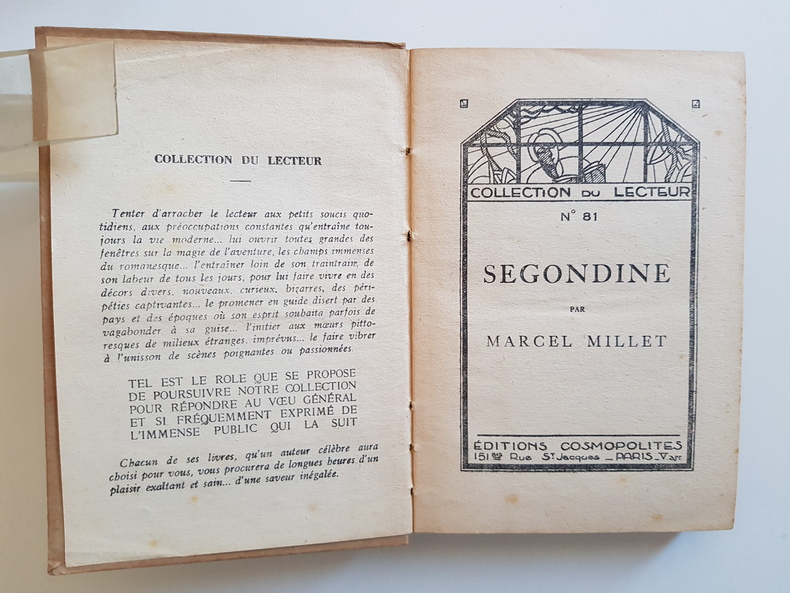 COLLECTION DU LECTEUR
Tenter d'arracher le lecteur aux petits soucis quo-
tidiens, aux préoccupations constantes qu'entraîne tou-
jours la vie moderne... lui ouvrir toutes grandes des
fenêtres sur la magie de l'aventure, les champs immenses
du romanesque... l'entraîner loin de son traintrain, de
son labeur de tous les jours, pour lui faire vivre en des
décors divers, nouveaux, curieux, bizarres, des péri-
péties captivantes... le promener en guide disert par des
pays et des époques où son esprit souhaita parfois de
vagabonder à sa guise... l'initier aux mœurs pitto-
resques de milieux étranges, imprévus... le faire vibrer
à l'unisson de scènes poignantes ou passionnées
TEL EST LE ROLE QUE SE PROPOSE
DE POURSUIVRE NOTRE COLLECTION
POUR RÉPONDRE AU VŒU GÉNÉRAL
ET SI FRÉQUEMMENT EXPRIMÉ DE
L'IMMENSE PUBLIC QUI LA SUIT
Chacun de ses livres, qu'un auteur célèbre aura
choisi pour vous, vous procurera de longues heures d'un
plaisir exaltant et sain... d'une saveur inégalée.
COLLECTION DU LECTEUR
N° 81
SEGONDINE
PAR
MARCEL MILLET
ÉDITIONS COSMOPOLITES
151bis Rue St Jacques _ PARIS _ Varr